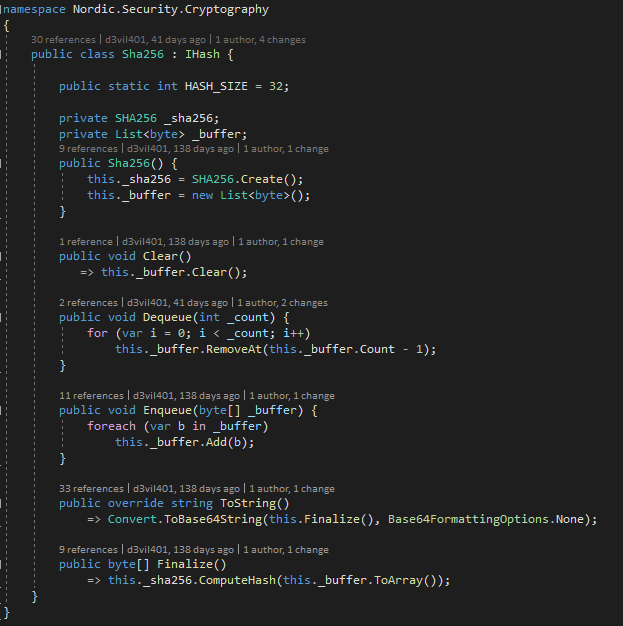 namespace Nordic.Security.Cryptography
{
30 references | d3vil401, 41 days ago | 1 author, 4 changes
public class Sha256 : IHash {
public static int HASH_SIZE = 32;
private SHA256 _sha256;
private List<byte> _buffer;
9 references | d3vil401, 138 days ago | 1 author, 1 change
public Sha256() {
this._sha256 = SHA256.Create();
this._buffer = new List<byte>();
}
1 reference | d3vil401, 138 days ago | 1 author, 1 change
public void Clear()
=> this._buffer.Clear();
2 references | d3vil401, 41 days ago | 1 author, 2 changes
public void Dequeue(int _count) {
for (var i = 0; i < _count; i++)
this._buffer.RemoveAt(this._buffer.Count - 1);
}
11 references | d3vil401, 138 days ago | 1 author, 1 change
public void Enqueue(byte[] _buffer) {
foreach (var b in _buffer)
this._buffer.Add(b);
}
33 references | d3vil401, 138 days ago | 1 author, 1 change
public override string ToString()
=> Convert.ToBase64String(this.Finalize(), Base64FormattingOptions.None);
9 references | d3vil401, 138 days ago | 1 author, 1 change
public byte[] Finalize()
=> this._sha256.ComputeHash(this._buffer.ToArray());
}
}